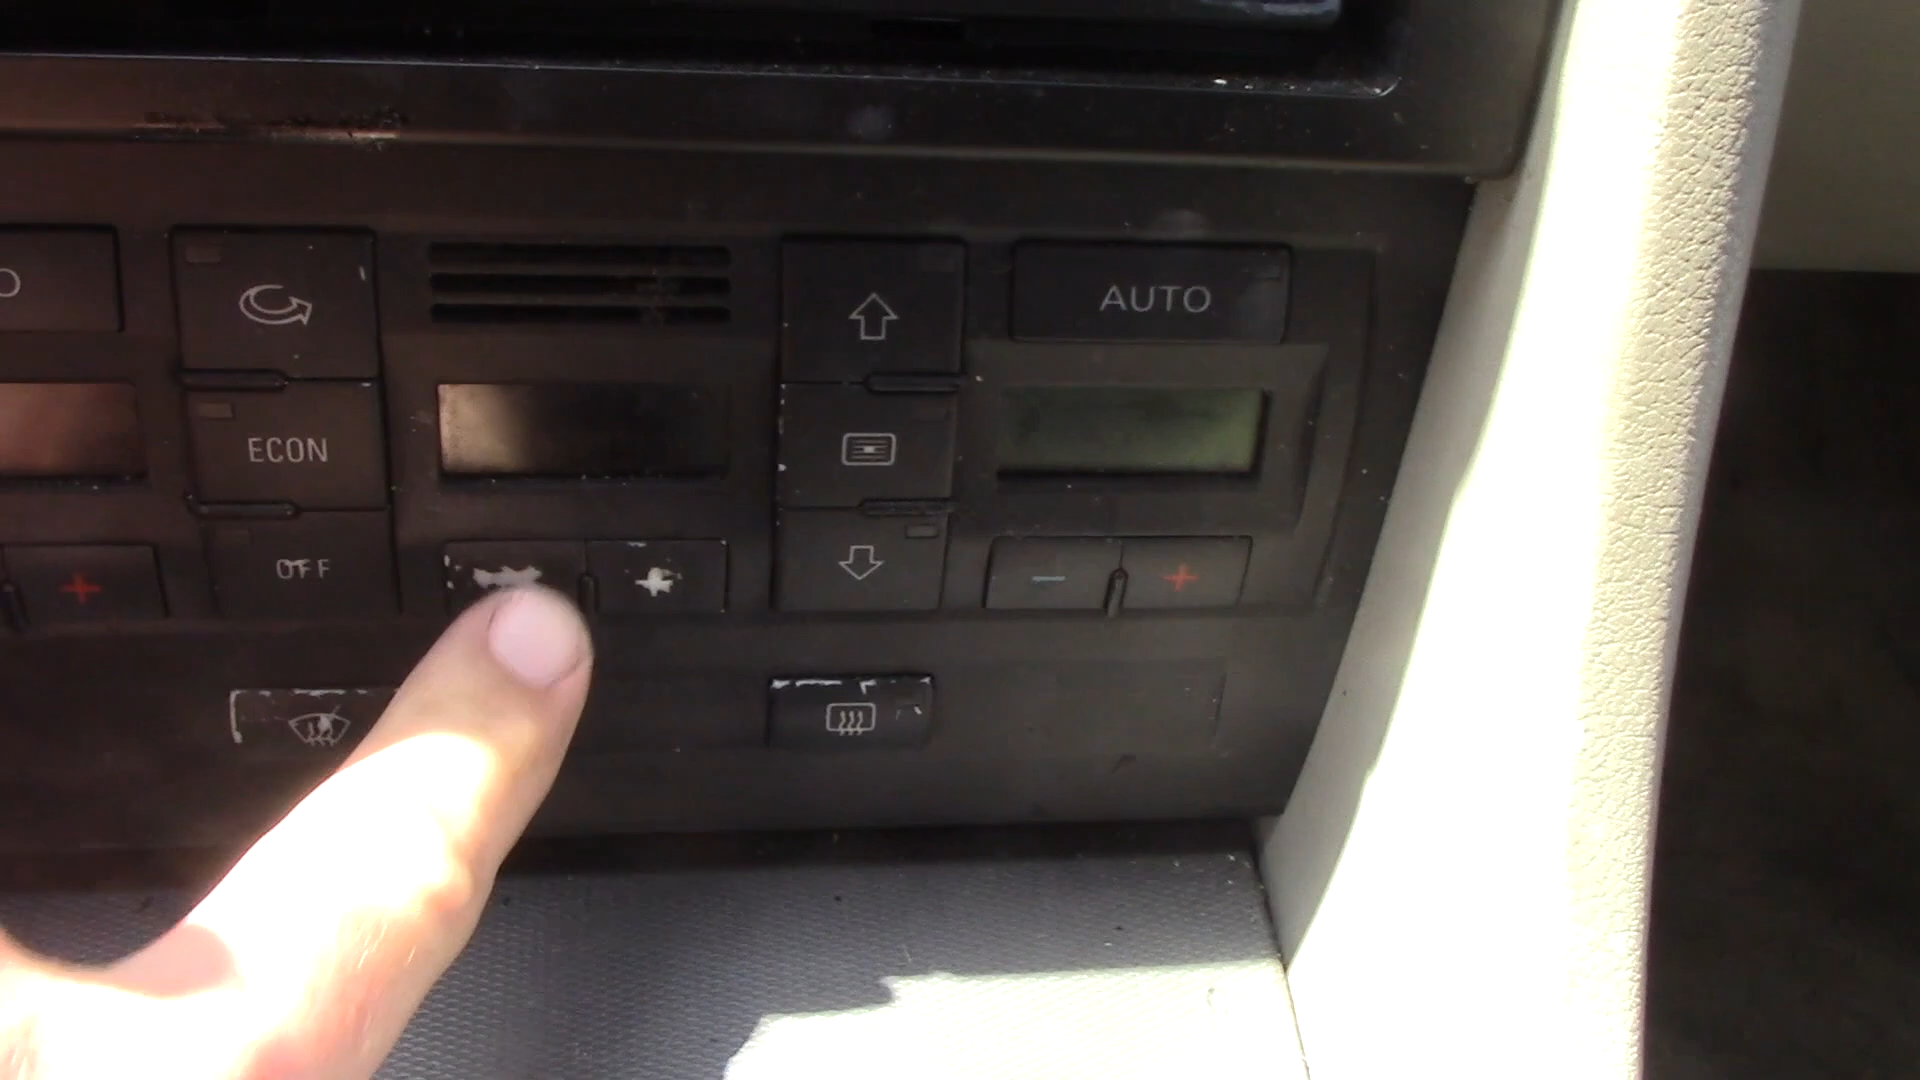 AUTO
ECON
OFF
- +
+